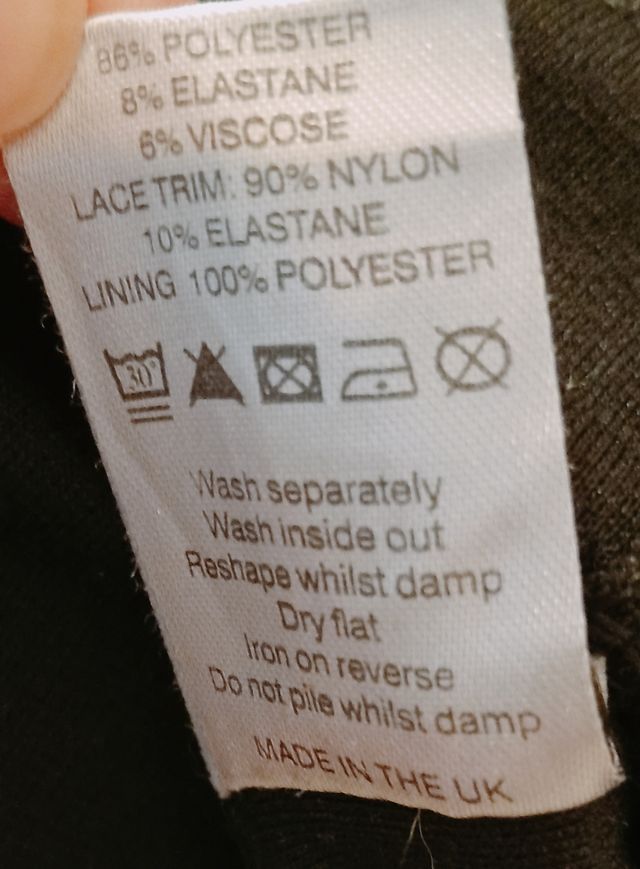 86% POLYESTER
8% ELASTANE
6% VISCOSE
LACE TRIM: 90% NYLON
10% ELASTANE
LINING 100% POLYESTER
30°
Wash separately
Wash inside out
Reshape whilst damp
Dry flat
Iron on reverse
Do not pile whilst damp
MADE IN THE UK